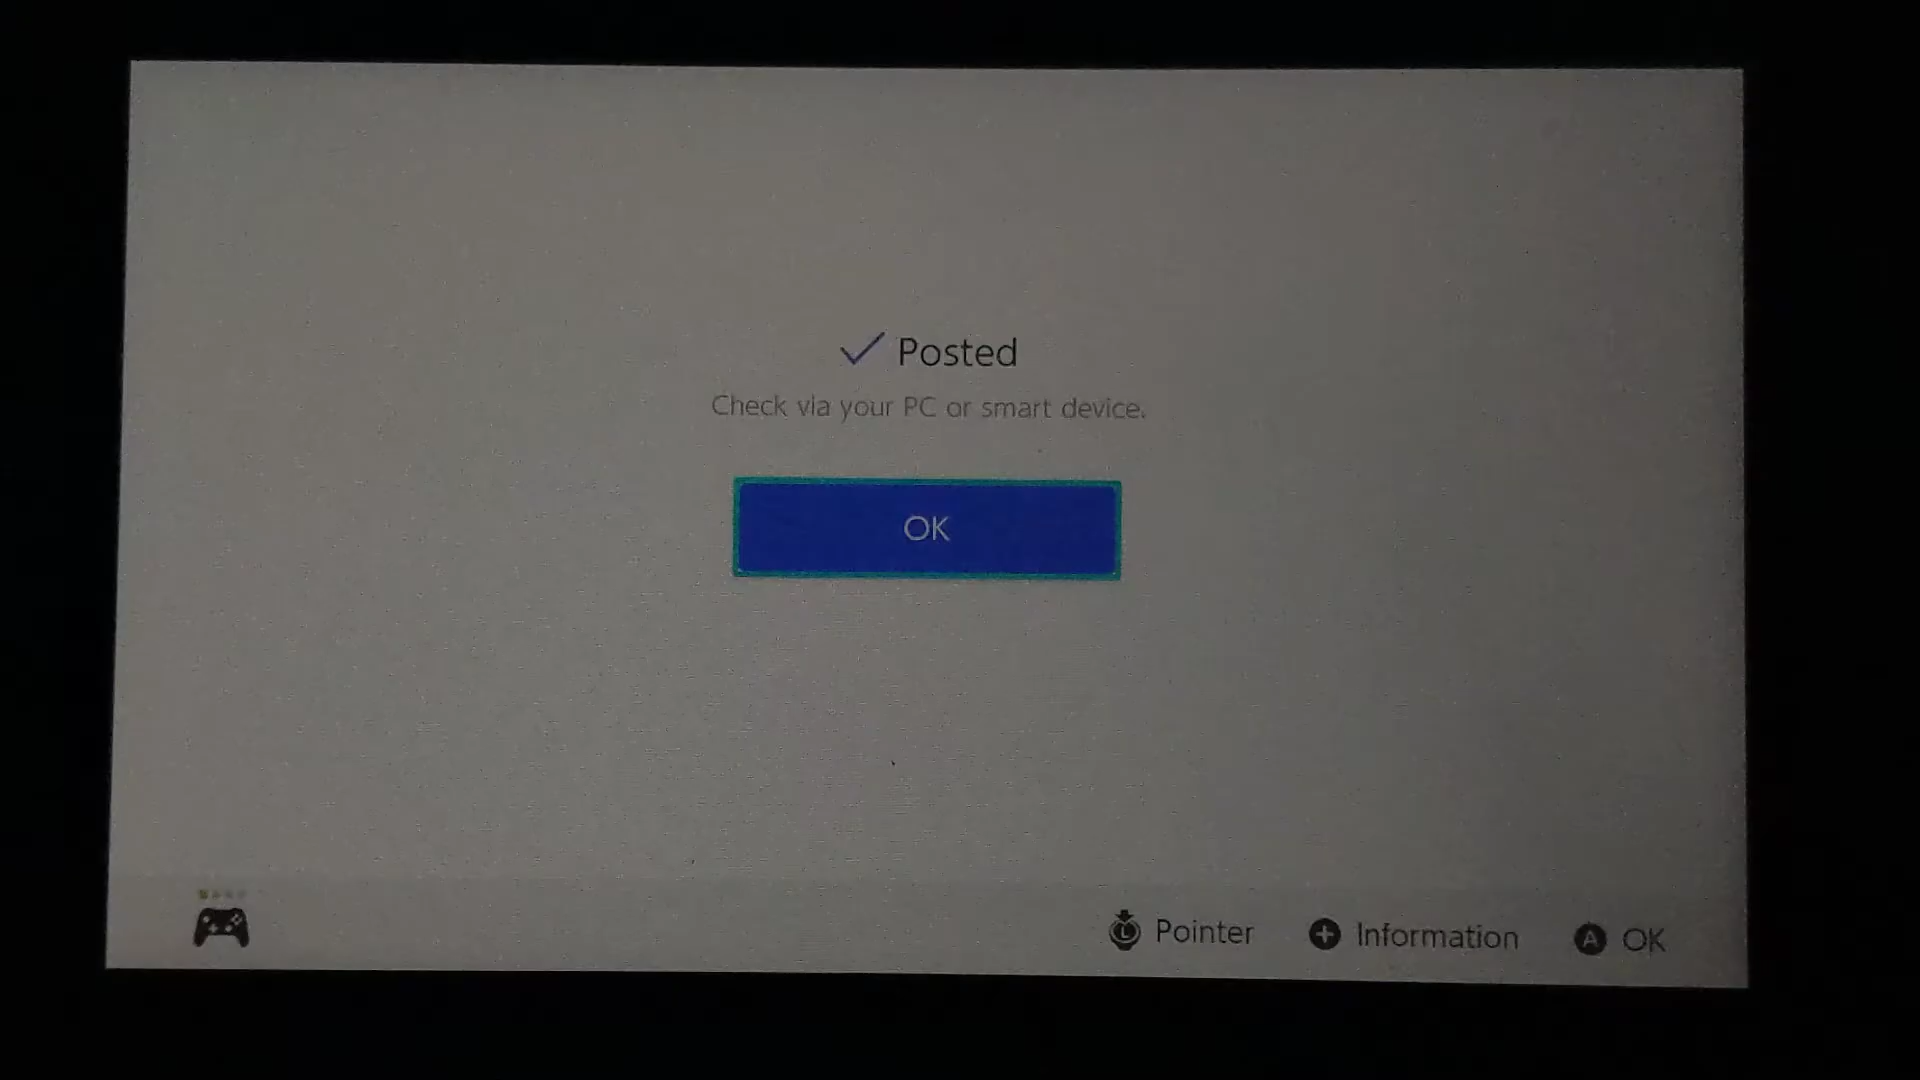 Posted
Check via your PC or smart device.
OK
L Pointer
Information
A OK